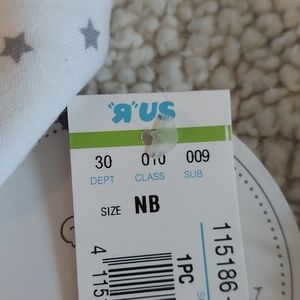 "R"US
30 010 009
DEPT CLASS SUB
SIZE NB
1PC
115186
4 115